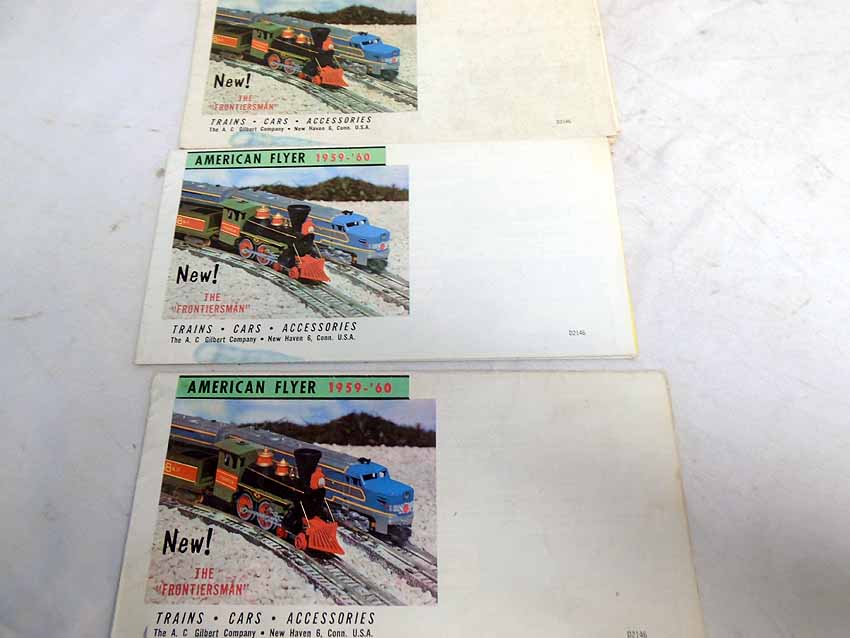 New!
THE
"FRONTIERSMAN"
TRAINS • CARS • ACCESSORIES
The A. C. Gilbert Company • New Haven 6, Conn. U.S.A.
D2146
AMERICAN FLYER 1959-'60
New!
THE
"FRONTIERSMAN"
TRAINS • CARS • ACCESSORIES
The A. C Gilbert Company • New Haven 6, Conn. U.S.A.
D2146
AMERICAN FLYER 1959-'60
New!
THE
"FRONTIERSMAN"
TRAINS • CARS • ACCESSORIES
The A. C Gilbert Company • New Haven 6, Conn. U.S.A.
D2146